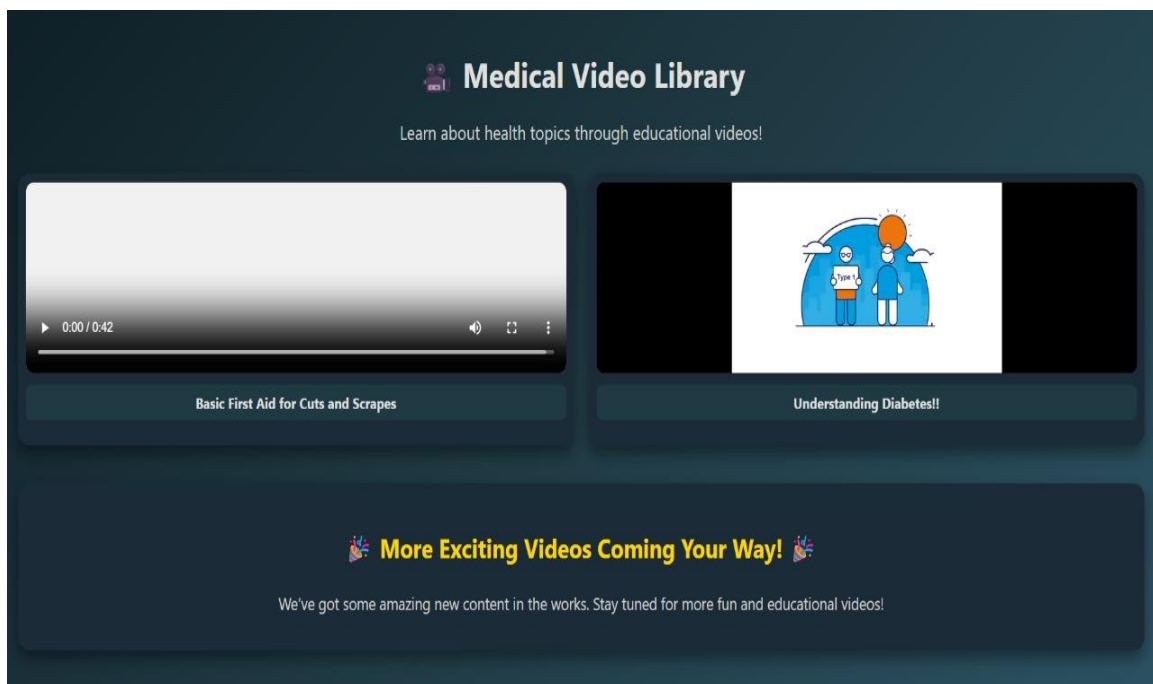 🎥 Medical Video Library
Learn about health topics through educational videos!
0:00 / 0:42
Type 1
Basic First Aid for Cuts and Scrapes
Understanding Diabetes!!
🎉 More Exciting Videos Coming Your Way! 🎉
We've got some amazing new content in the works. Stay tuned for more fun and educational videos!